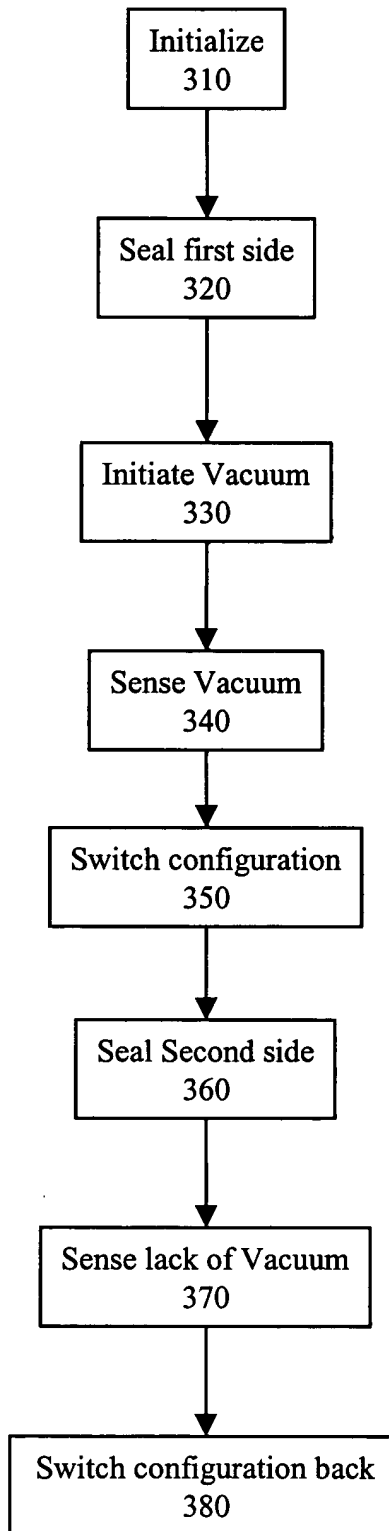 Initialize
310
Seal first side
320
Initiate Vacuum
330
Sense Vacuum
340
Switch configuration
350
Seal Second side
360
Sense lack of Vacuum
370
Switch configuration back
380